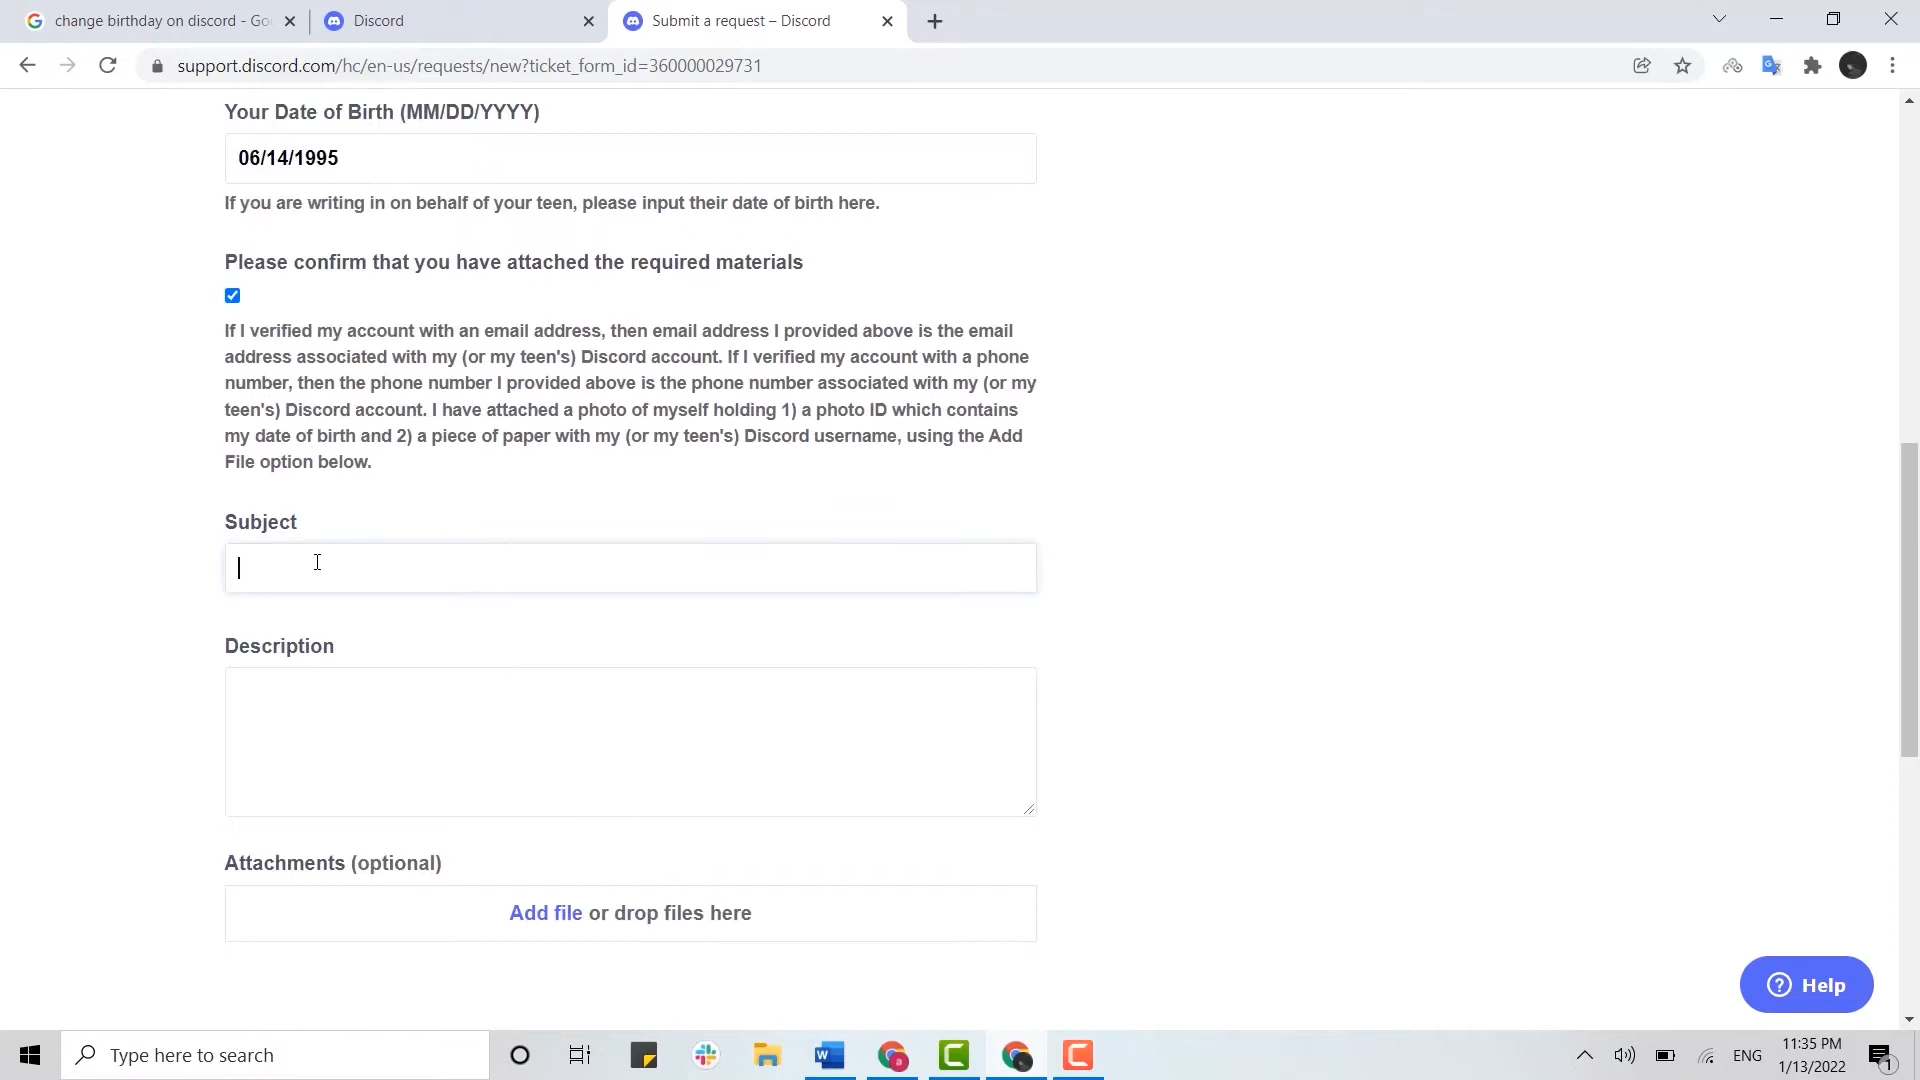 change birthday on discord - Go
Discord
Submit a request – Discord
support.discord.com/hc/en-us/requests/new?ticket_form_id=360000029731
Your Date of Birth (MM/DD/YYYY)
06/14/1995
If you are writing in on behalf of your teen, please input their date of birth here.
Please confirm that you have attached the required materials
If I verified my account with an email address, then email address I provided above is the email
address associated with my (or my teen's) Discord account. If I verified my account with a phone
number, then the phone number I provided above is the phone number associated with my (or my
teen's) Discord account. I have attached a photo of myself holding 1) a photo ID which contains
my date of birth and 2) a piece of paper with my (or my teen's) Discord username, using the Add
File option below.
Subject
Description
Attachments (optional)
Add file or drop files here
Help
Type here to search
ENG
11:35 PM
1/13/2022
1